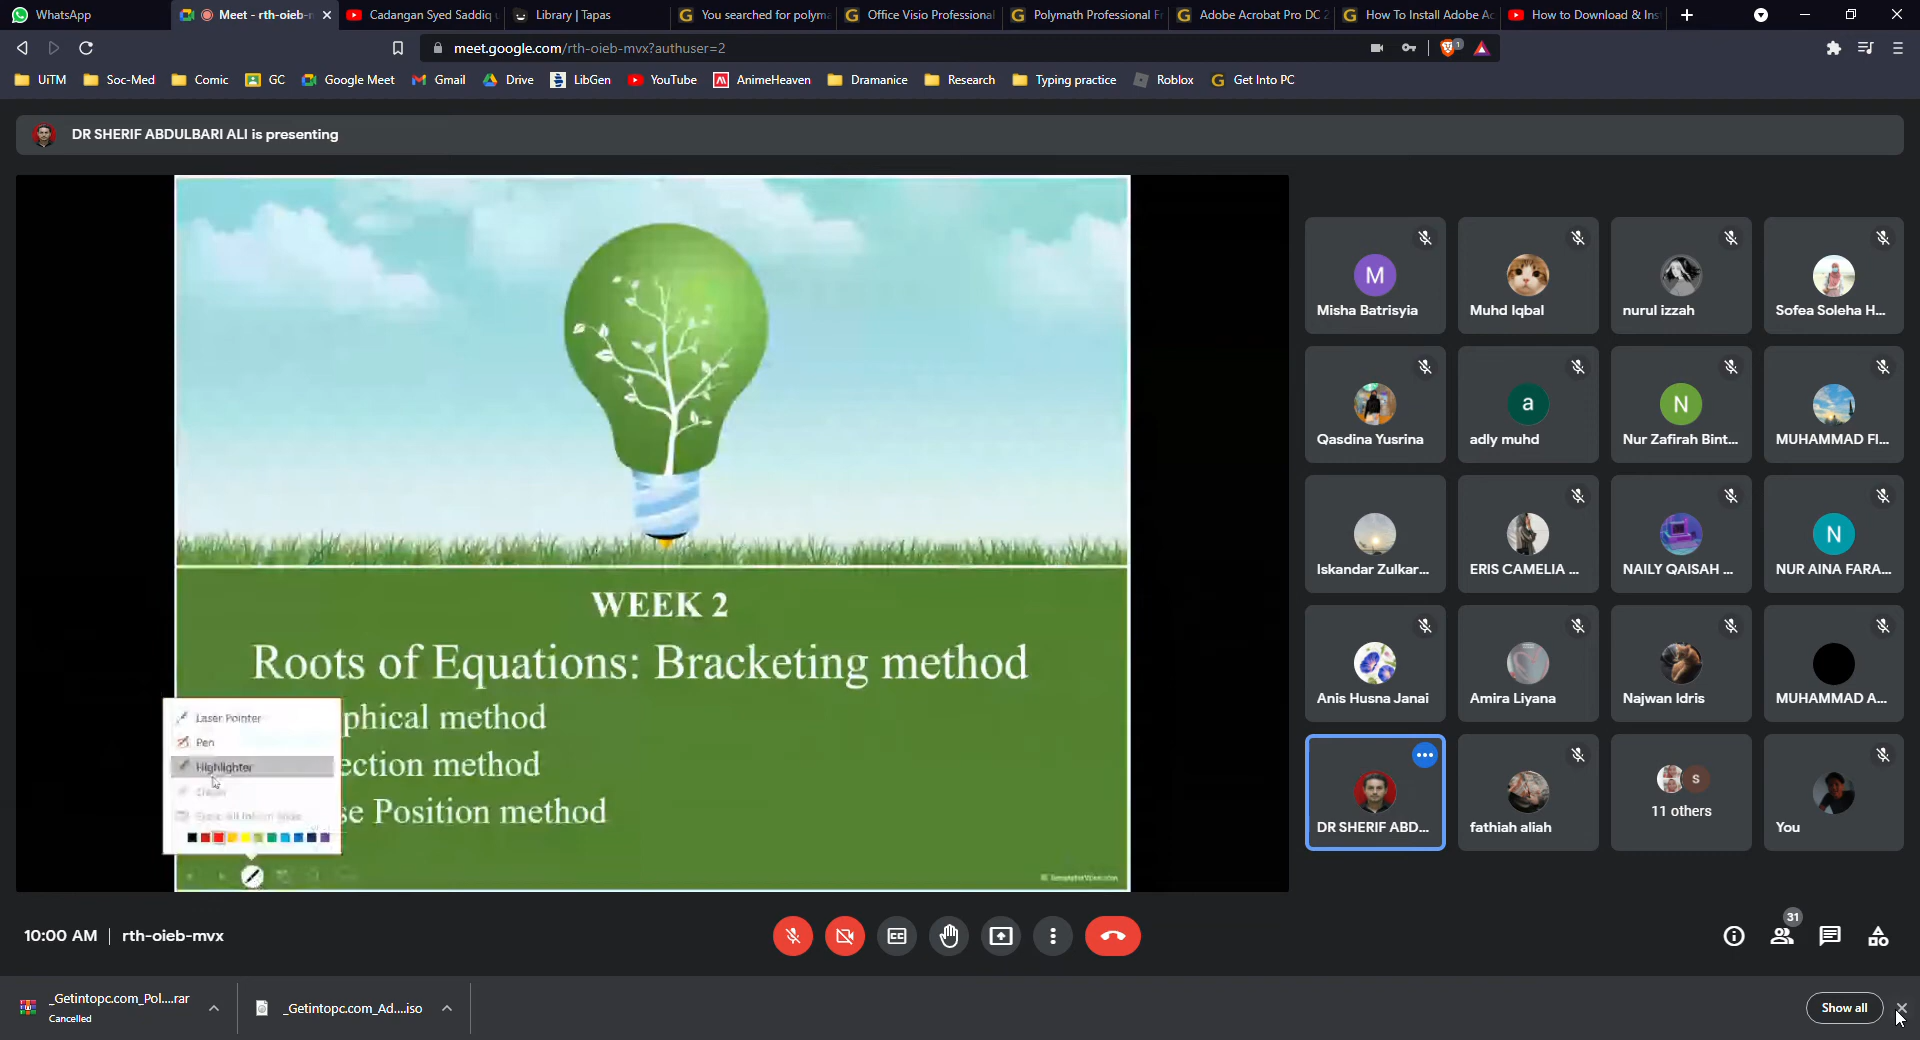 WhatsApp
Meet - rth-oieb-
Cadangan Syed Saddiq
Library | Tapas
You searched for polyma
Office Visio Professional
Polymath Professional F
Adobe Acrobat Pro DC 2
How To Install Adobe Ac
How to Download & Ins
meet.google.com/rth-oieb-mvx?authuser=2
1
UiTM
Soc-Med
Comic
GC
Google Meet
Gmail
Drive
LibGen
YouTube
AnimeHeaven
Dramanice
Research
Typing practice
Roblox
Get Into PC
DR SHERIF ABDULBARI ALI is presenting
WEEK 2
Roots of Equations: Bracketing method
phical method
ection method
se Position method
Laser Pointer
Pen
Highlighter
M
Misha Batrisyia
Muhd Iqbal
nurul izzah
Sofea Soleha H...
Qasdina Yusrina
a
adly muhd
N
Nur Zafirah Bint...
MUHAMMAD FI...
Iskandar Zulkar...
ERIS CAMELIA ...
NAILY QAISAH ...
N
NUR AINA FARA...
Anis Husna Janai
Amira Liyana
Najwan Idris
MUHAMMAD A...
DR SHERIF ABD...
fathiah aliah
S
11 others
You
10:00 AM | rth-oieb-mvx
31
_Getintopc.com_Pol....rar
Cancelled
_Getintopc.com_Ad....iso
Show all